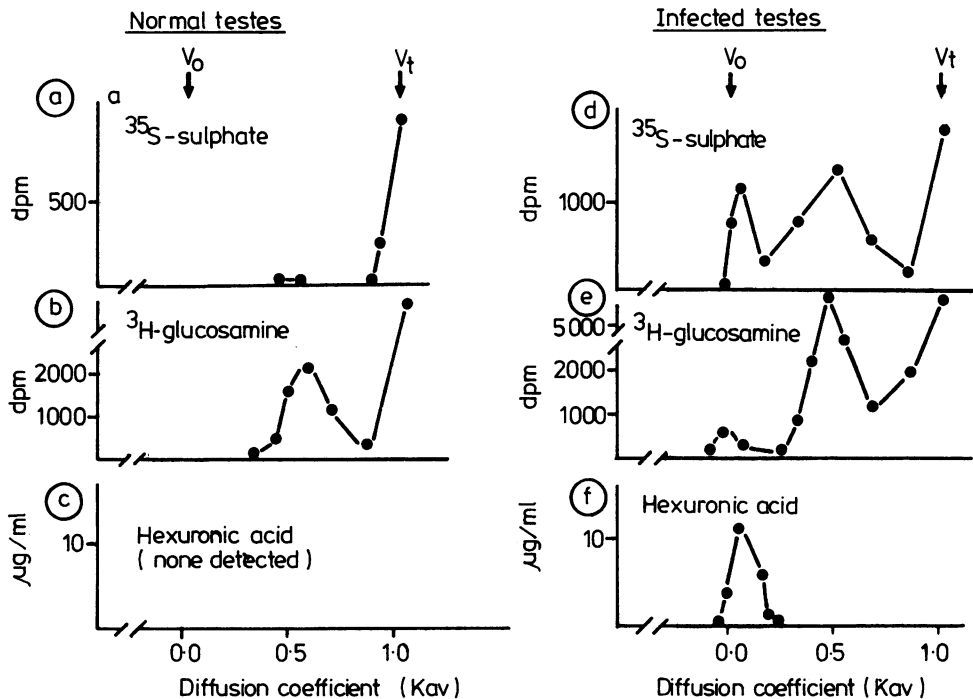 Normal testes
Infected testes
Vo
Vt
Vo
Vt
a
a
35S-sulphate
dpm
500
b
3H-glucosamine
dpm
2000
1000
c
Hexuronic acid
( none detected )
µg/ml
10
0·0
0·5
1·0
Diffusion coefficient (Kav)
d
35S-sulphate
dpm
1000
e
3H-glucosamine
dpm
5000
2000
1000
f
Hexuronic acid
µg/ml
10
0·0
0·5
1·0
Diffusion coefficient (Kav)